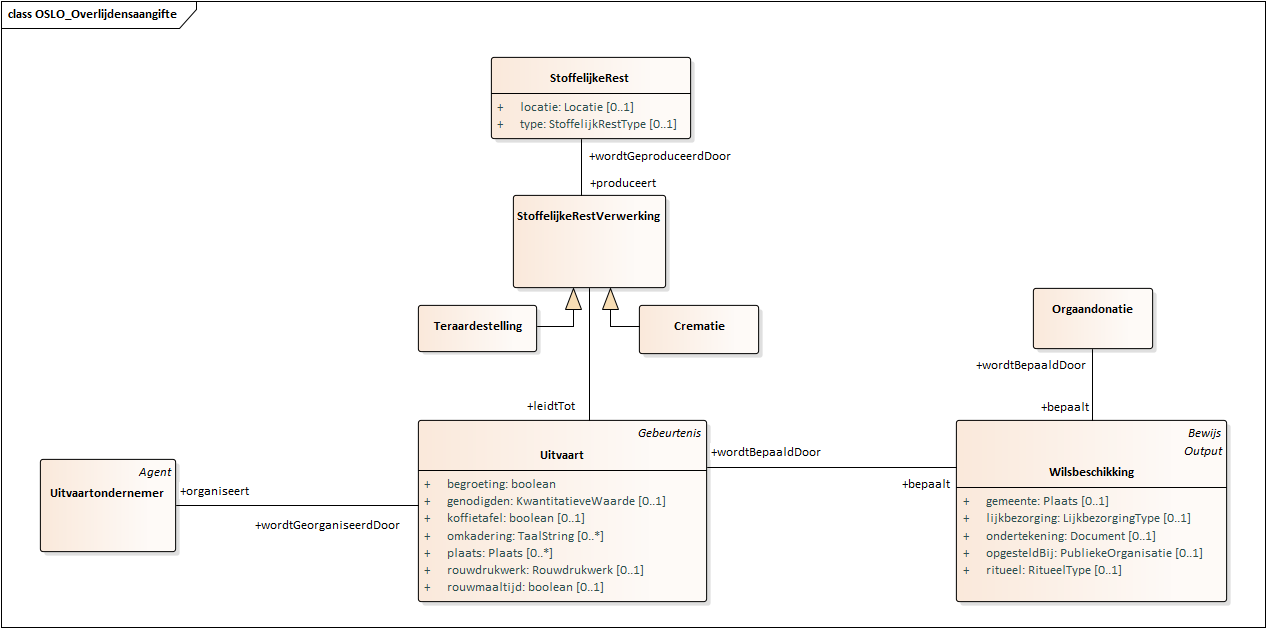 class OSLO_Overlijdensaangifte
StoffelijkeRest
+ locatie: Locatie [0..1]
+ type: StoffelijkRestType [0..1]
+wordtGeproduceerdDoor
+produceert
StoffelijkeRestVerwerking
Teraardestelling
Crematie
Orgaandonatie
+wordtBepaaldDoor
+bepaalt
+leidtTot
Agent
Uitvaartondernemer
+organiseert
+wordtGeorganiseerdDoor
Gebeurtenis
Uitvaart
+ begroeting: boolean
+ genodigden: KwantitatieveWaarde [0..1]
+ koffietafel: boolean [0..1]
+ omkadering: TaalString [0..*]
+ plaats: Plaats [0..*]
+ rouwdrukwerk: Rouwdrukwerk [0..1]
+ rouwmaaltijd: boolean [0..1]
+wordtBepaaldDoor
+bepaalt
Bewijs
Output
Wilsbeschikking
+ gemeente: Plaats [0..1]
+ lijkbezorging: LijkbezorgingType [0..1]
+ ondertekening: Document [0..1]
+ opgesteldBij: PubliekeOrganisatie [0..1]
+ ritueel: RitueelType [0..1]